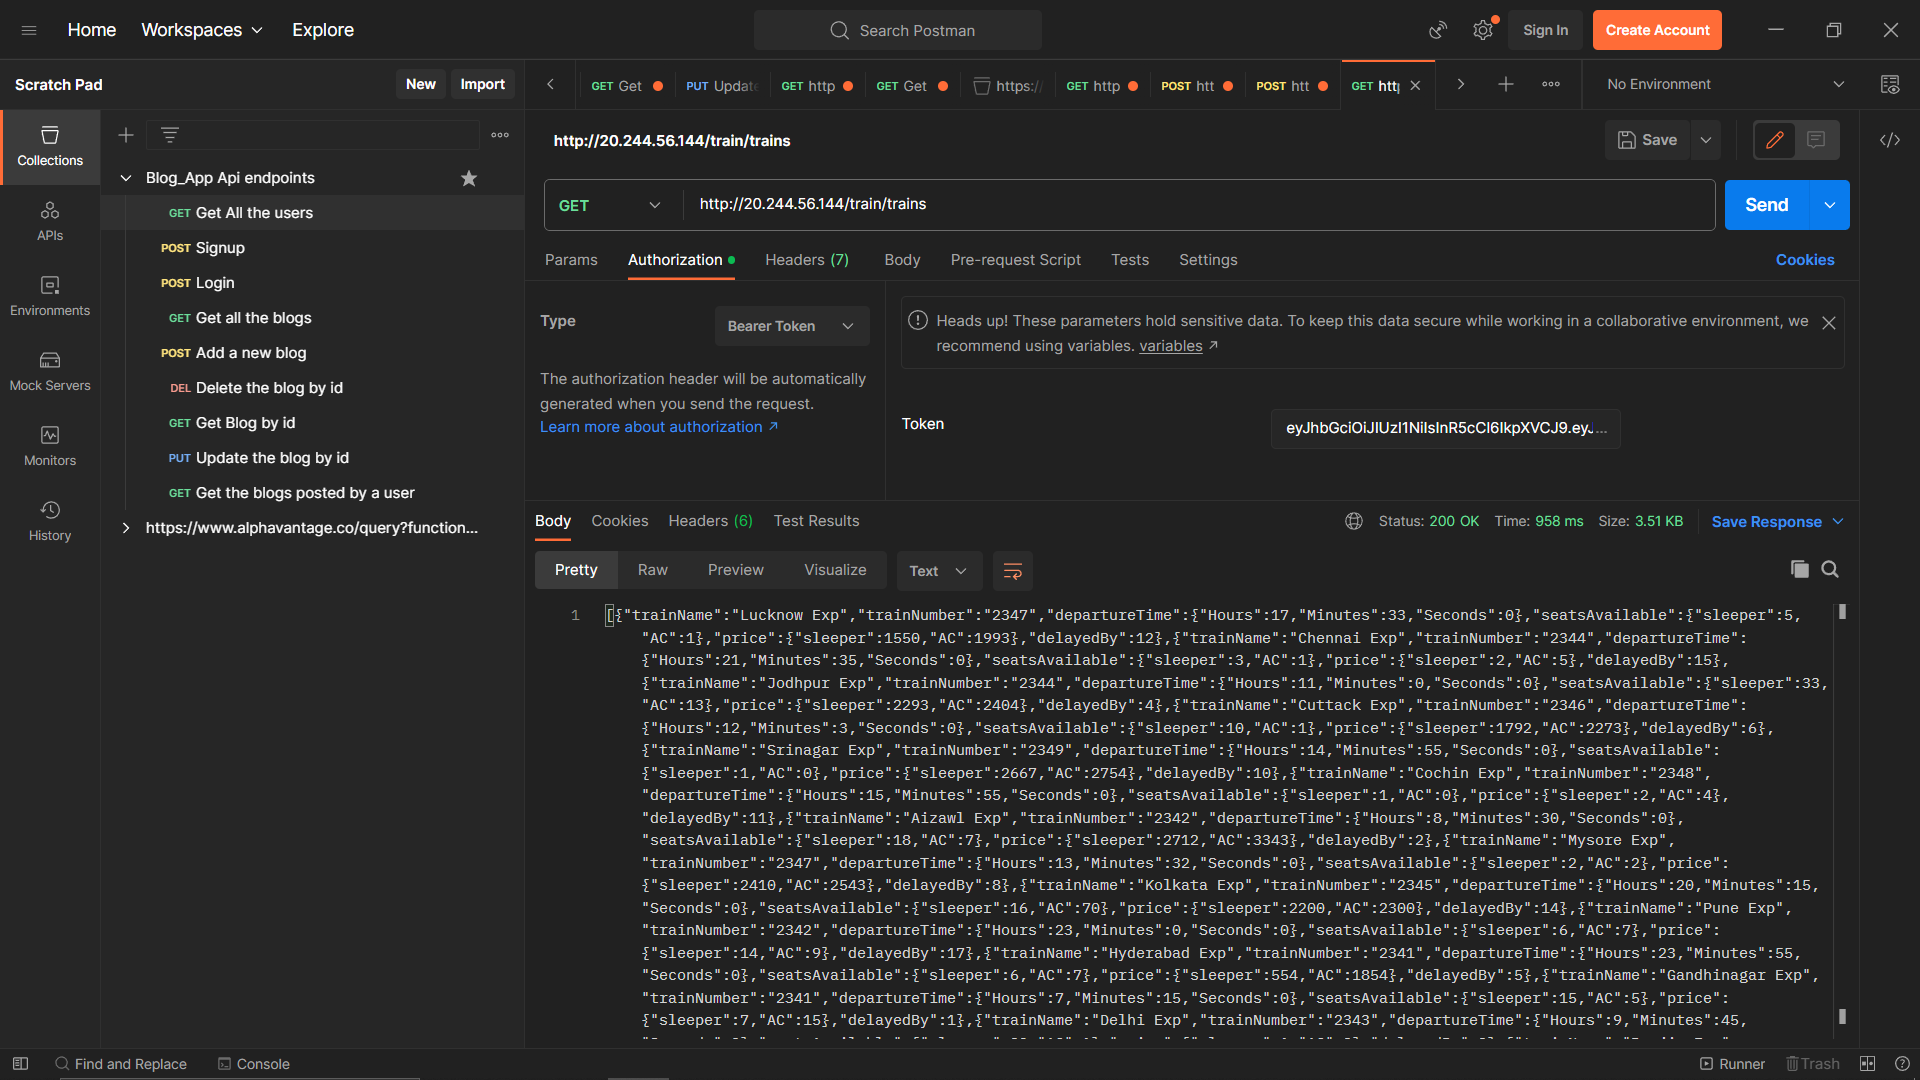 Home Workspaces Explore Search Postman Sign In Create Account
Scratch Pad New Import GET Get PUT Update GET http GET Get https:// GET http POST htt POST htt GET htt No Environment
Collections
APIs
Environments
Mock Servers
Monitors
History
Blog_App Api endpoints
GET Get All the users
POST Signup
POST Login
GET Get all the blogs
POST Add a new blog
DEL Delete the blog by id
GET Get Blog by id
PUT Update the blog by id
GET Get the blogs posted by a user
https://www.alphavantage.co/query?function...
http://20.244.56.144/train/trains Save
GET http://20.244.56.144/train/trains Send
Params Authorization Headers (7) Body Pre-request Script Tests Settings Cookies
Type Bearer Token
The authorization header will be automatically
generated when you send the request.
Learn more about authorization ↗
Heads up! These parameters hold sensitive data. To keep this data secure while working in a collaborative environment, we
recommend using variables. variables ↗
Token eyJhbGciOiJIUzI1NiIsInR5cCI6IkpXVCJ9.eyJ...
Body Cookies Headers (6) Test Results Status: 200 OK Time: 958 ms Size: 3.51 KB Save Response
Pretty Raw Preview Visualize Text
1 [{"trainName":"Lucknow Exp","trainNumber":"2347","departureTime":{"Hours":17,"Minutes":33,"Seconds":0},"seatsAvailable":{"sleeper":5,
"AC":1},"price":{"sleeper":1550,"AC":1993},"delayedBy":12},{"trainName":"Chennai Exp","trainNumber":"2344","departureTime":
{"Hours":21,"Minutes":35,"Seconds":0},"seatsAvailable":{"sleeper":3,"AC":1},"price":{"sleeper":2,"AC":5},"delayedBy":15},
{"trainName":"Jodhpur Exp","trainNumber":"2344","departureTime":{"Hours":11,"Minutes":0,"Seconds":0},"seatsAvailable":{"sleeper":33,
"AC":13},"price":{"sleeper":2293,"AC":2404},"delayedBy":4},{"trainName":"Cuttack Exp","trainNumber":"2346","departureTime":
{"Hours":12,"Minutes":3,"Seconds":0},"seatsAvailable":{"sleeper":10,"AC":1},"price":{"sleeper":1792,"AC":2273},"delayedBy":6},
{"trainName":"Srinagar Exp","trainNumber":"2349","departureTime":{"Hours":14,"Minutes":55,"Seconds":0},"seatsAvailable":
{"sleeper":1,"AC":0},"price":{"sleeper":2667,"AC":2754},"delayedBy":10},{"trainName":"Cochin Exp","trainNumber":"2348",
"departureTime":{"Hours":15,"Minutes":55,"Seconds":0},"seatsAvailable":{"sleeper":1,"AC":0},"price":{"sleeper":2,"AC":4},
"delayedBy":11},{"trainName":"Aizawl Exp","trainNumber":"2342","departureTime":{"Hours":8,"Minutes":30,"Seconds":0},
"seatsAvailable":{"sleeper":18,"AC":7},"price":{"sleeper":2712,"AC":3343},"delayedBy":2},{"trainName":"Mysore Exp",
"trainNumber":"2347","departureTime":{"Hours":13,"Minutes":32,"Seconds":0},"seatsAvailable":{"sleeper":2,"AC":2},"price":
{"sleeper":2410,"AC":2543},"delayedBy":8},{"trainName":"Kolkata Exp","trainNumber":"2345","departureTime":{"Hours":20,"Minutes":15,
"Seconds":0},"seatsAvailable":{"sleeper":16,"AC":70},"price":{"sleeper":2200,"AC":2300},"delayedBy":14},{"trainName":"Pune Exp",
"trainNumber":"2342","departureTime":{"Hours":23,"Minutes":0,"Seconds":0},"seatsAvailable":{"sleeper":6,"AC":7},"price":
{"sleeper":14,"AC":9},"delayedBy":17},{"trainName":"Hyderabad Exp","trainNumber":"2341","departureTime":{"Hours":23,"Minutes":55,
"Seconds":0},"seatsAvailable":{"sleeper":6,"AC":7},"price":{"sleeper":554,"AC":1854},"delayedBy":5},{"trainName":"Gandhinagar Exp",
"trainNumber":"2341","departureTime":{"Hours":7,"Minutes":15,"Seconds":0},"seatsAvailable":{"sleeper":15,"AC":5},"price":
{"sleeper":7,"AC":15},"delayedBy":1},{"trainName":"Delhi Exp","trainNumber":"2343","departureTime":{"Hours":9,"Minutes":45,
Find and Replace Console Runner Trash